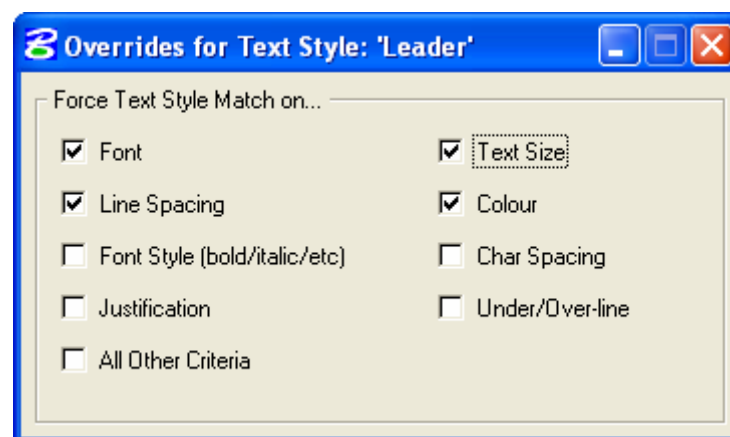 Overrides for Text Style: 'Leader'
Force Text Style Match on...
Font
Text Size
Line Spacing
Colour
Font Style (bold/italic/etc)
Char Spacing
Justification
Under/Over-line
All Other Criteria